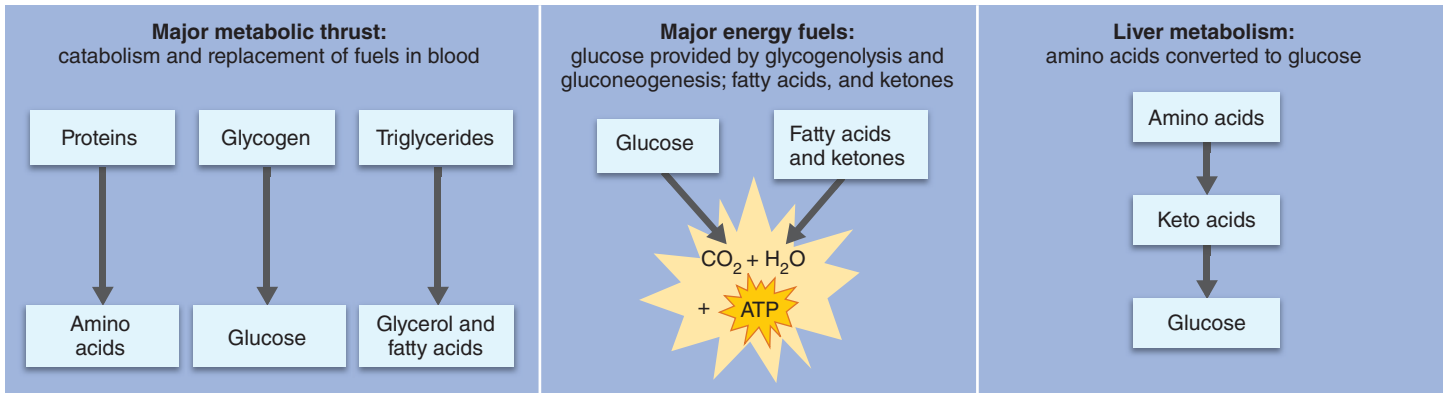 Major metabolic thrust:
catabolism and replacement of fuels in blood
Proteins
Glycogen
Triglycerides
Amino
acids
Glucose
Glycerol and
fatty acids
Major energy fuels:
glucose provided by glycogenolysis and
gluconeogenesis; fatty acids, and ketones
Glucose
Fatty acids
and ketones
CO₂ + H₂O
+ ATP
Liver metabolism:
amino acids converted to glucose
Amino acids
Keto acids
Glucose